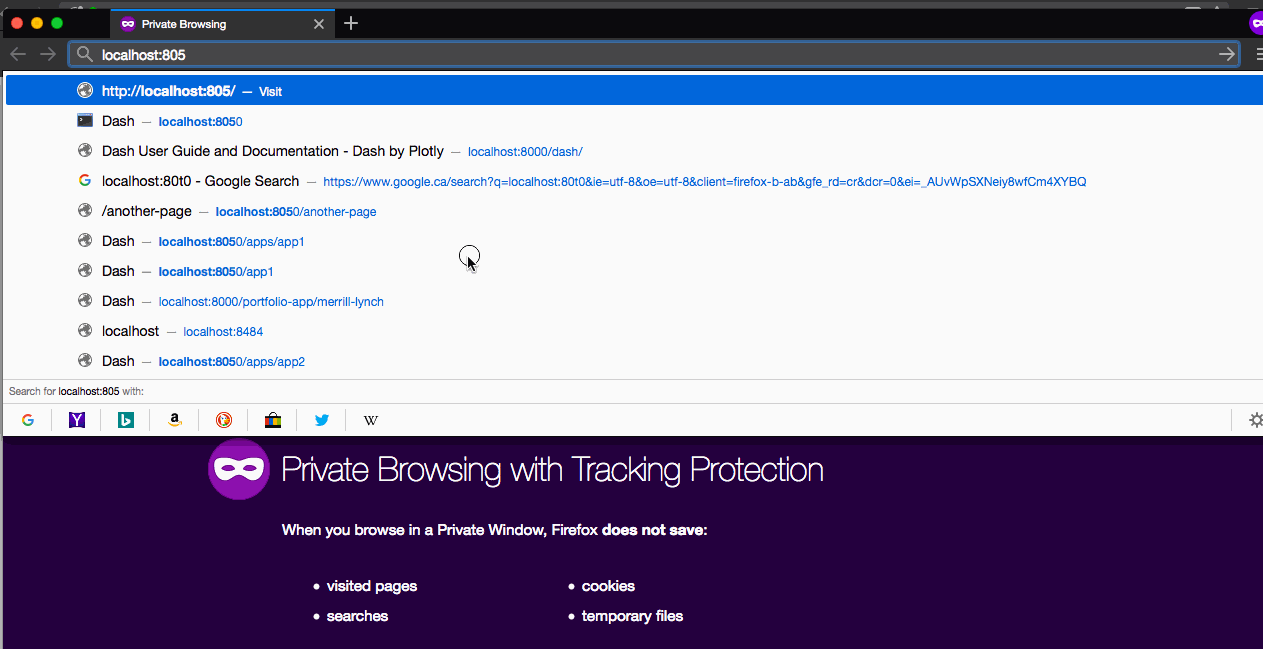 Private Browsing
localhost:805
http://localhost:805/ — Visit
Dash — localhost:8050
Dash User Guide and Documentation - Dash by Plotly — localhost:8000/dash/
localhost:80t0 - Google Search — https://www.google.ca/search?q=localhost:80t0&ie=utf-8&oe=utf-8&client=firefox-b-ab&gfe_rd=cr&dcr=0&ei=_AUvWpSXNeiy8wfCm4XYBQ
/another-page — localhost:8050/another-page
Dash — localhost:8050/apps/app1
Dash — localhost:8050/app1
Dash — localhost:8000/portfolio-app/merrill-lynch
localhost — localhost:8484
Dash — localhost:8050/apps/app2
Search for localhost:805 with:
Private Browsing with Tracking Protection
When you browse in a Private Window, Firefox does not save:
• visited pages • cookies
• searches • temporary files